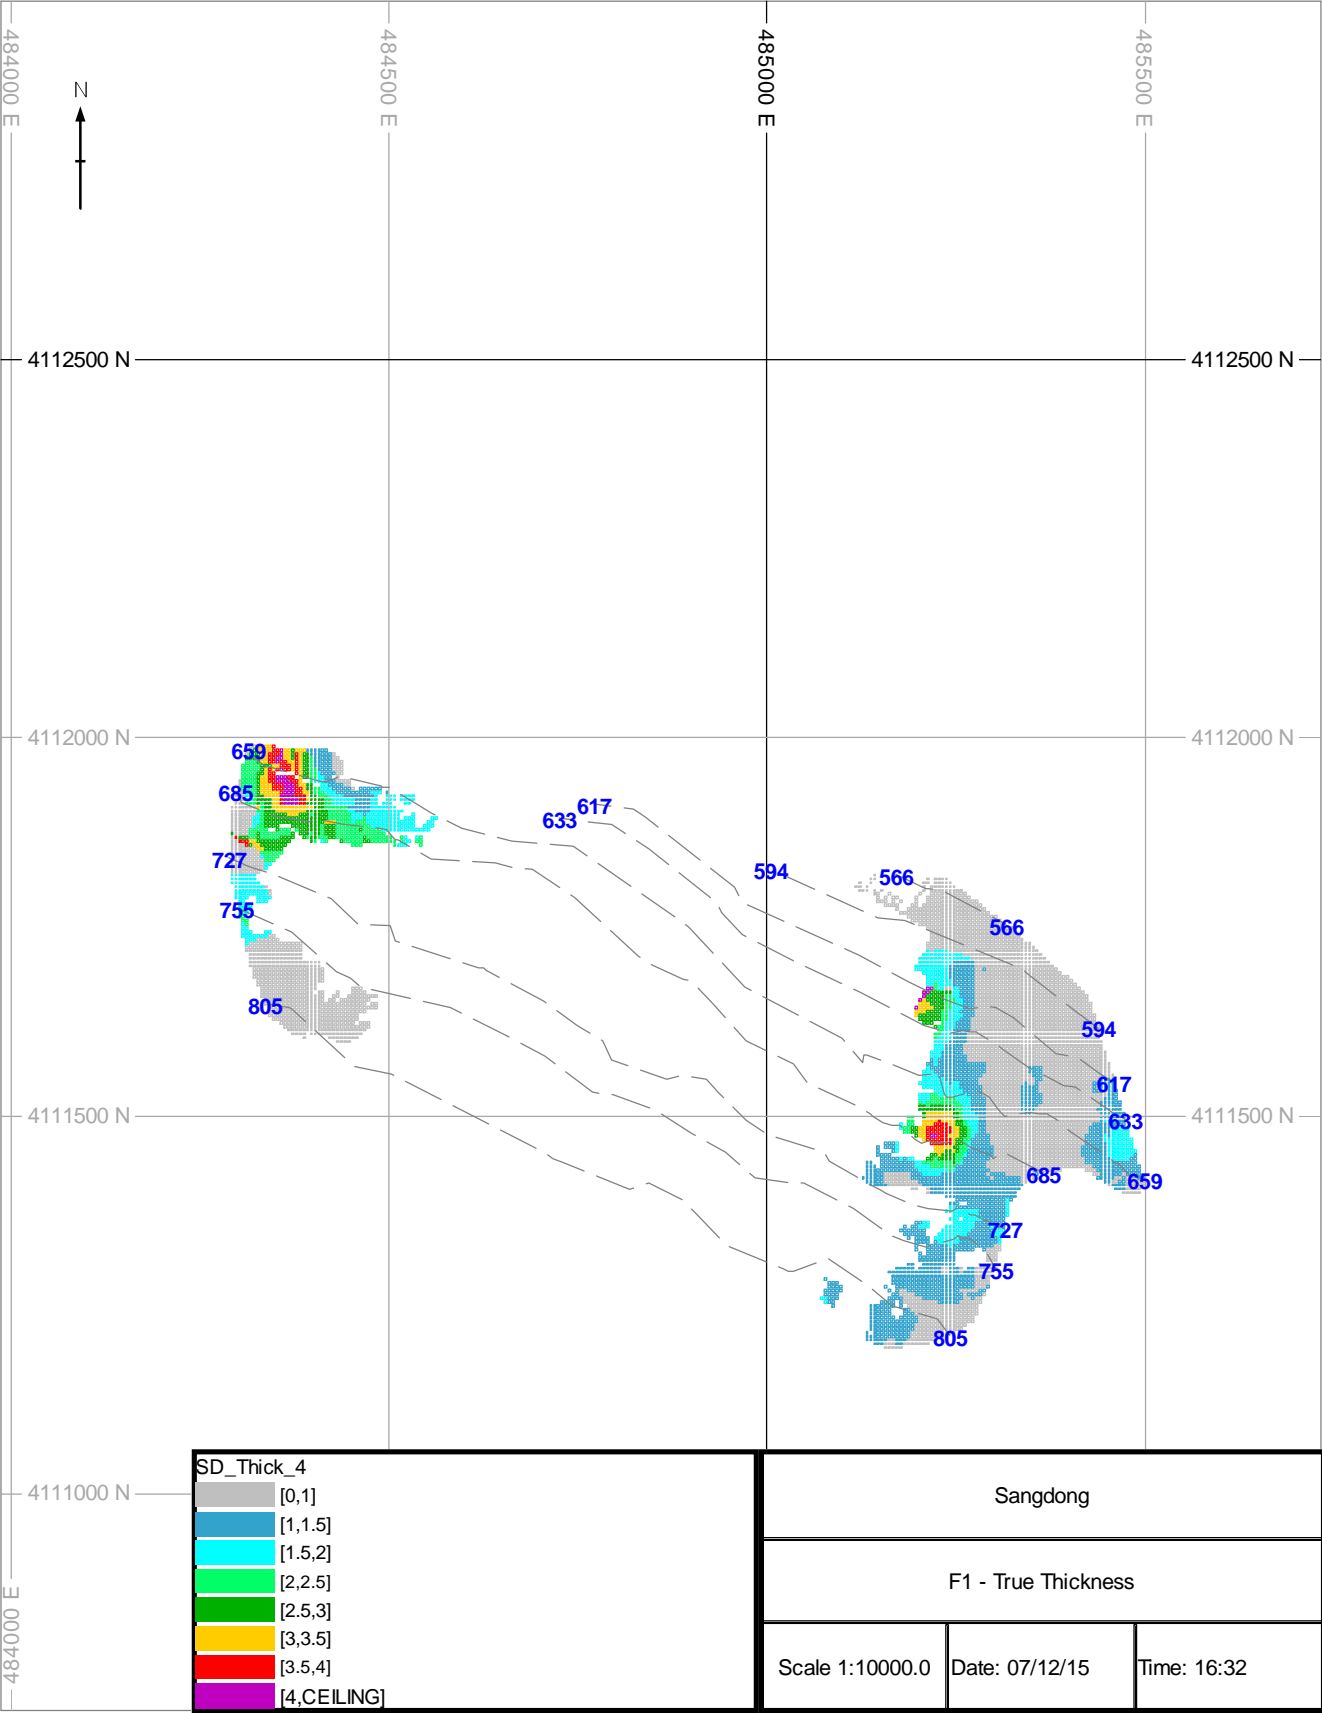 484000 E
484500 E
485000 E
485500 E
N
4112500 N
4112500 N
4112000 N
4112000 N
659
685
617
633
727
594
566
755
566
805
594
617
4111500 N
4111500 N
633
685
659
727
755
805
4111000 N
484000 E
SD_Thick_4
[0,1]
[1,1.5]
[1.5,2]
[2,2.5]
[2.5,3]
[3,3.5]
[3.5,4]
[4,CEILING]
Sangdong
F1 - True Thickness
Scale 1:10000.0
Date: 07/12/15
Time: 16:32